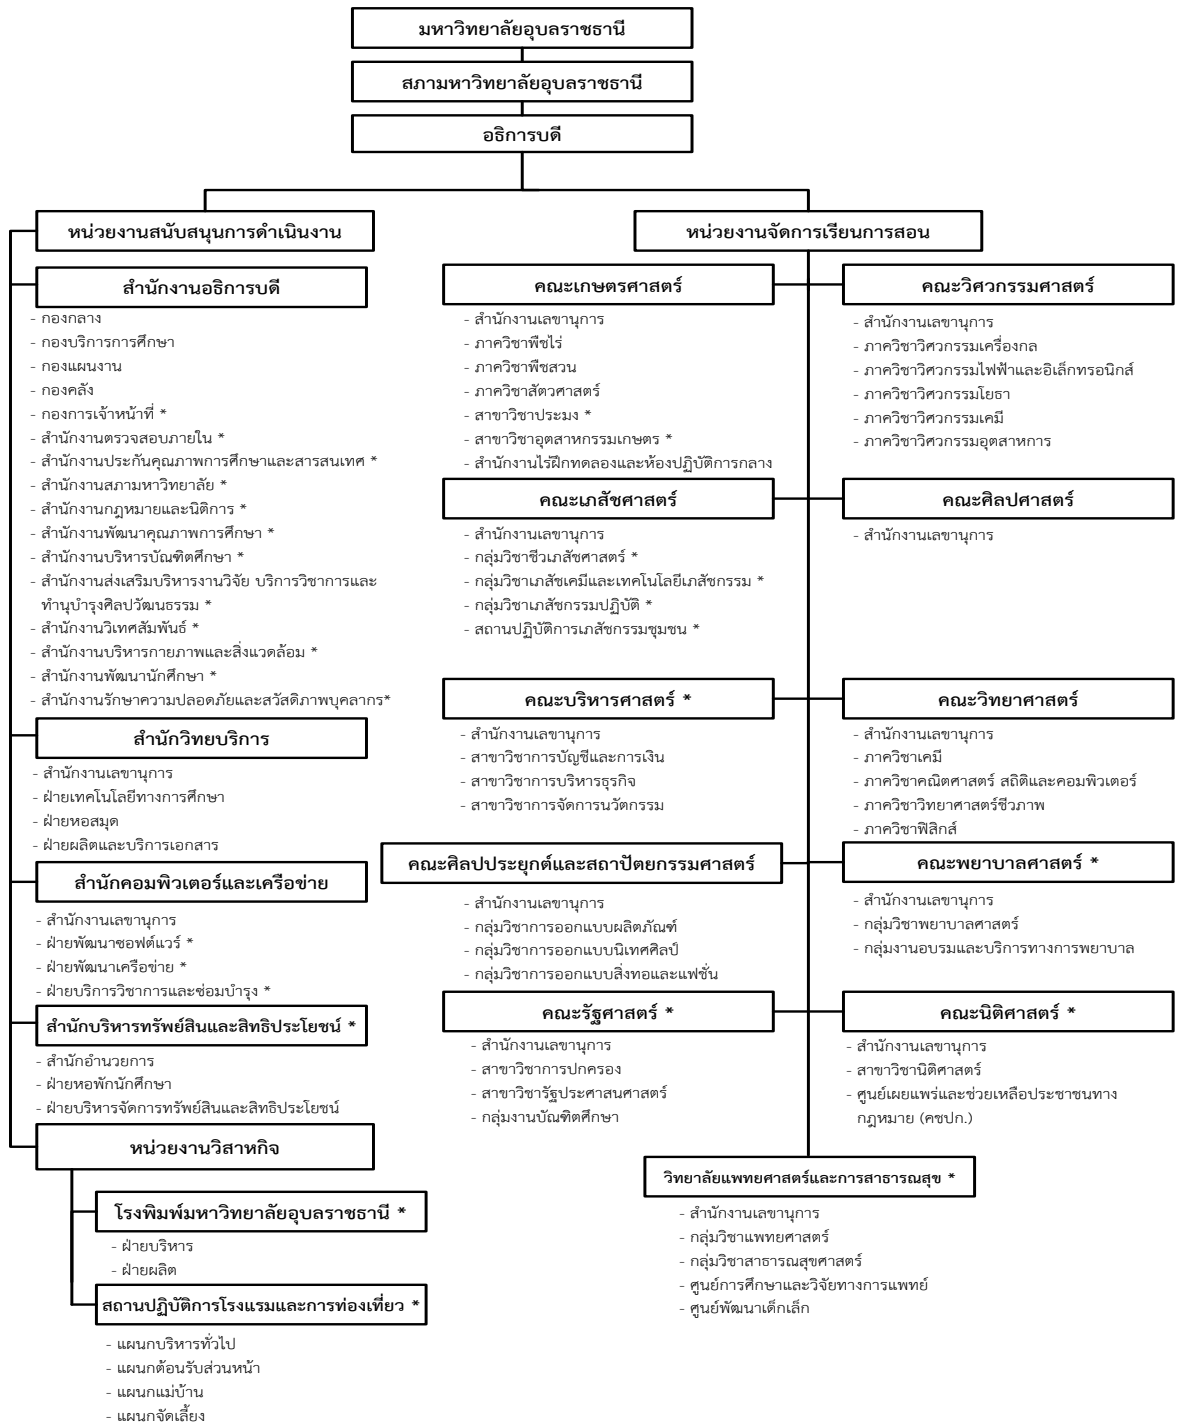 มหาวิทยาลัยอุบลราชธานี
สภามหาวิทยาลัยอุบลราชธานี
อธิการบดี
หน่วยงานสนับสนุนการดำเนินงาน
สำนักงานอธิการบดี
- กองกลาง
- กองบริการการศึกษา
- กองแผนงาน
- กองคลัง
- กองการเจ้าหน้าที่ *
- สำนักงานตรวจสอบภายใน *
- สำนักงานประกันคุณภาพการศึกษาและสารสนเทศ *
- สำนักงานสภามหาวิทยาลัย *
- สำนักงานกฎหมายและนิติการ *
- สำนักงานพัฒนาคุณภาพการศึกษา *
- สำนักงานบริหารบัณฑิตศึกษา *
- สำนักงานส่งเสริมบริหารงานวิจัย บริการวิชาการและ
ทำนุบำรุงศิลปวัฒนธรรม *
- สำนักงานวิเทศสัมพันธ์ *
- สำนักงานบริหารกายภาพและสิ่งแวดล้อม *
- สำนักงานพัฒนานักศึกษา *
- สำนักงานรักษาความปลอดภัยและสวัสดิภาพบุคลากร*
สำนักวิทยบริการ
- สำนักงานเลขานุการ
- ฝ่ายเทคโนโลยีทางการศึกษา
- ฝ่ายหอสมุด
- ฝ่ายผลิตและบริการเอกสาร
สำนักคอมพิวเตอร์และเครือข่าย
- สำนักงานเลขานุการ
- ฝ่ายพัฒนาซอฟต์แวร์ *
- ฝ่ายพัฒนาเครือข่าย *
- ฝ่ายบริการวิชาการและซ่อมบำรุง *
สำนักบริหารทรัพย์สินและสิทธิประโยชน์ *
- สำนักอำนวยการ
- ฝ่ายหอพักนักศึกษา
- ฝ่ายบริหารจัดการทรัพย์สินและสิทธิประโยชน์
หน่วยงานวิสาหกิจ
โรงพิมพ์มหาวิทยาลัยอุบลราชธานี *
- ฝ่ายบริหาร
- ฝ่ายผลิต
สถานปฏิบัติการโรงแรมและการท่องเที่ยว *
- แผนกบริหารทั่วไป
- แผนกต้อนรับส่วนหน้า
- แผนกแม่บ้าน
- แผนกจัดเลี้ยง
หน่วยงานจัดการเรียนการสอน
คณะเกษตรศาสตร์
- สำนักงานเลขานุการ
- ภาควิชาพืชไร่
- ภาควิชาพืชสวน
- ภาควิชาสัตวศาสตร์
- สาขาวิชาประมง *
- สาขาวิชาอุตสาหกรรมเกษตร *
- สำนักงานไร่ฝึกทดลองและห้องปฏิบัติการกลาง
คณะวิศวกรรมศาสตร์
- สำนักงานเลขานุการ
- ภาควิชาวิศวกรรมเครื่องกล
- ภาควิชาวิศวกรรมไฟฟ้าและอิเล็กทรอนิกส์
- ภาควิชาวิศวกรรมโยธา
- ภาควิชาวิศวกรรมเคมี
- ภาควิชาวิศวกรรมอุตสาหการ
คณะเภสัชศาสตร์
- สำนักงานเลขานุการ
- กลุ่มวิชาชีวเภสัชศาสตร์ *
- กลุ่มวิชาเภสัชเคมีและเทคโนโลยีเภสัชกรรม *
- กลุ่มวิชาเภสัชกรรมปฏิบัติ *
- สถานปฏิบัติการเภสัชกรรมชุมชน *
คณะศิลปศาสตร์
- สำนักงานเลขานุการ
คณะบริหารศาสตร์ *
- สำนักงานเลขานุการ
- สาขาวิชาการบัญชีและการเงิน
- สาขาวิชาการบริหารธุรกิจ
- สาขาวิชาการจัดการนวัตกรรม
คณะวิทยาศาสตร์
- สำนักงานเลขานุการ
- ภาควิชาเคมี
- ภาควิชาคณิตศาสตร์ สถิติและคอมพิวเตอร์
- ภาควิชาวิทยาศาสตร์ชีวภาพ
- ภาควิชาฟิสิกส์
คณะศิลปประยุกต์และสถาปัตยกรรมศาสตร์
- สำนักงานเลขานุการ
- กลุ่มวิชาการออกแบบผลิตภัณฑ์
- กลุ่มวิชาการออกแบบนิเทศศิลป์
- กลุ่มวิชาการออกแบบสิ่งทอและแฟชั่น
คณะพยาบาลศาสตร์ *
- สำนักงานเลขานุการ
- กลุ่มวิชาพยาบาลศาสตร์
- กลุ่มงานอบรมและบริการทางการพยาบาล
คณะรัฐศาสตร์ *
- สำนักงานเลขานุการ
- สาขาวิชาการปกครอง
- สาขาวิชารัฐประศาสนศาสตร์
- กลุ่มงานบัณฑิตศึกษา
คณะนิติศาสตร์ *
- สำนักงานเลขานุการ
- สาขาวิชานิติศาสตร์
- ศูนย์เผยแพร่และช่วยเหลือประชาชนทาง
กฎหมาย (คชปก.)
วิทยาลัยแพทยศาสตร์และการสาธารณสุข *
- สำนักงานเลขานุการ
- กลุ่มวิชาแพทยศาสตร์
- กลุ่มวิชาสาธารณสุขศาสตร์
- ศูนย์การศึกษาและวิจัยทางการแพทย์
- ศูนย์พัฒนาเด็กเล็ก